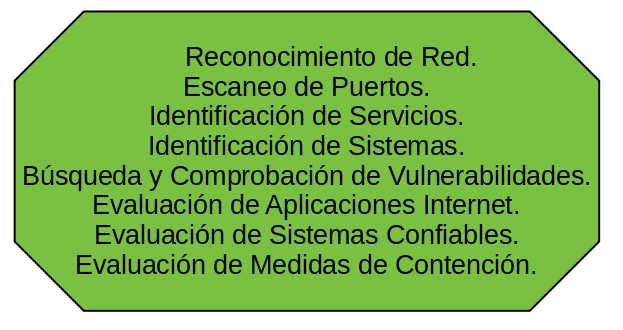 Reconocimiento de Red.
Escaneo de Puertos.
Identificación de Servicios.
Identificación de Sistemas.
Búsqueda y Comprobación de Vulnerabilidades.
Evaluación de Aplicaciones Internet.
Evaluación de Sistemas Confiables.
Evaluación de Medidas de Contención.